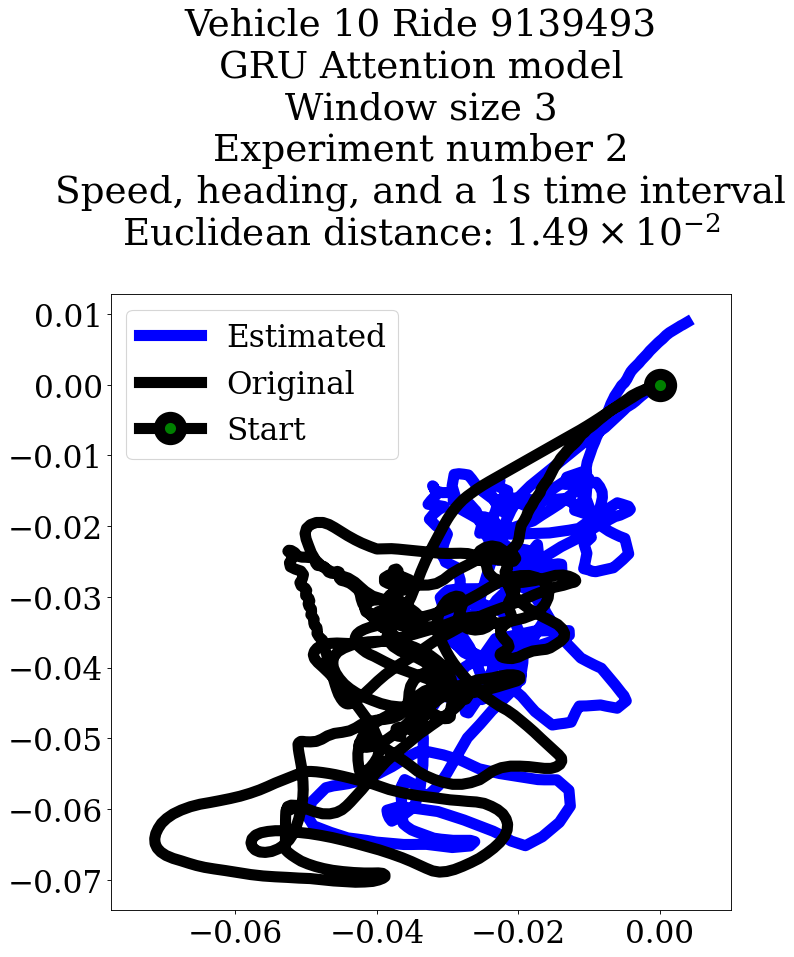 Vehicle 10 Ride 9139493
GRU Attention model
Window size 3
Experiment number 2
Speed, heading, and a 1s time interval
Euclidean distance: 1.49 × 10⁻²
Estimated
Original
Start
0.01
0.00
−0.01
−0.02
−0.03
−0.04
−0.05
−0.06
−0.07
−0.06 −0.04 −0.02 0.00